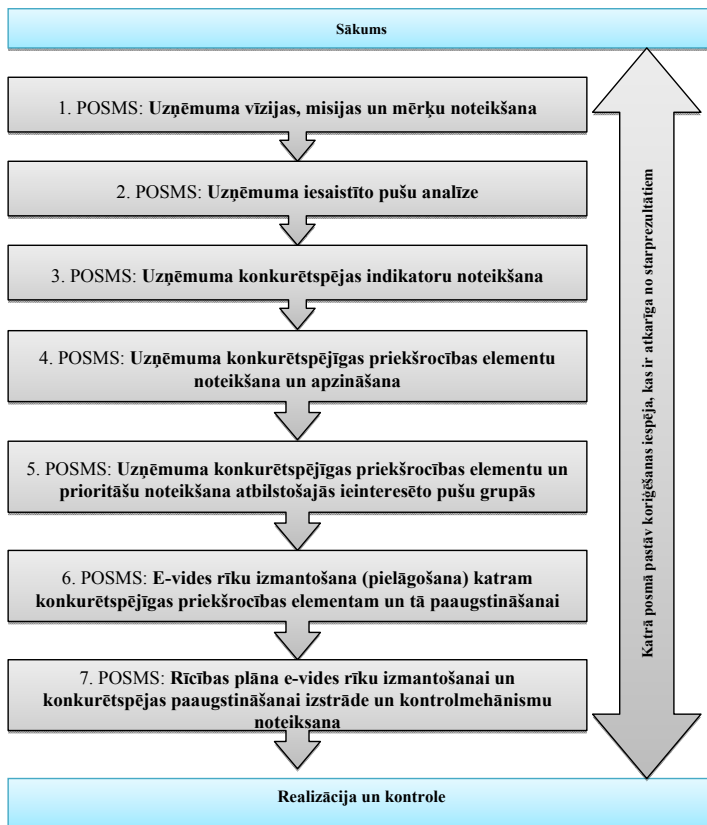 Sākums
1. POSMS: Uzņēmuma vīzijas, misijas un mērķu noteikšana
2. POSMS: Uzņēmuma iesaistīto pušu analīze
3. POSMS: Uzņēmuma konkurētspējas indikatoru noteikšana
4. POSMS: Uzņēmuma konkurētspējīgas priekšrocības elementu
noteikšana un apzināšana
5. POSMS: Uzņēmuma konkurētspējīgas priekšrocības elementu un
prioritāšu noteikšana atbilstošajās ieinteresēto pušu grupās
6. POSMS: E-vides rīku izmantošana (pielāgošana) katram
konkurētspējīgas priekšrocības elementam un tā paaugstināšanai
7. POSMS: Rīcības plāna e-vides rīku izmantošanai un
konkurētspējas paaugstināšanai izstrāde un kontrolmehānismu
noteiksana
Realizācija un kontrole
Katrā posmā pastāv koriģēšanas iespēja, kas ir atkarīga no starprezultātiem